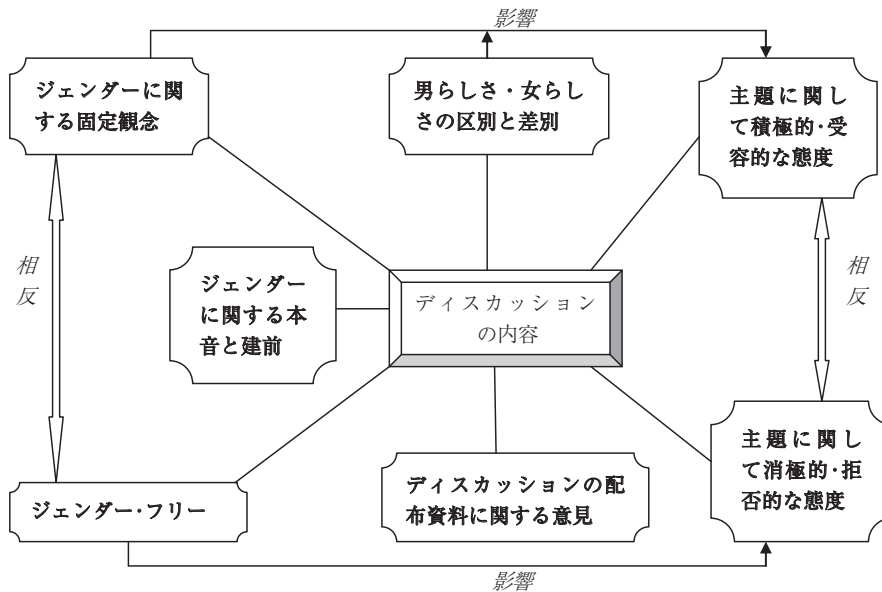 影響
ジェンダーに関
する固定観念
男らしさ・女らし
さの区別と差別
主題に関し
て積極的・受
容的な態度
相
反
ジェンダー
に関する本
音と建前
ディスカッション
の内容
相
反
ジェンダー・フリー
ディスカッションの配
布資料に関する意見
主題に関し
て消極的・拒
否的な態度
影響